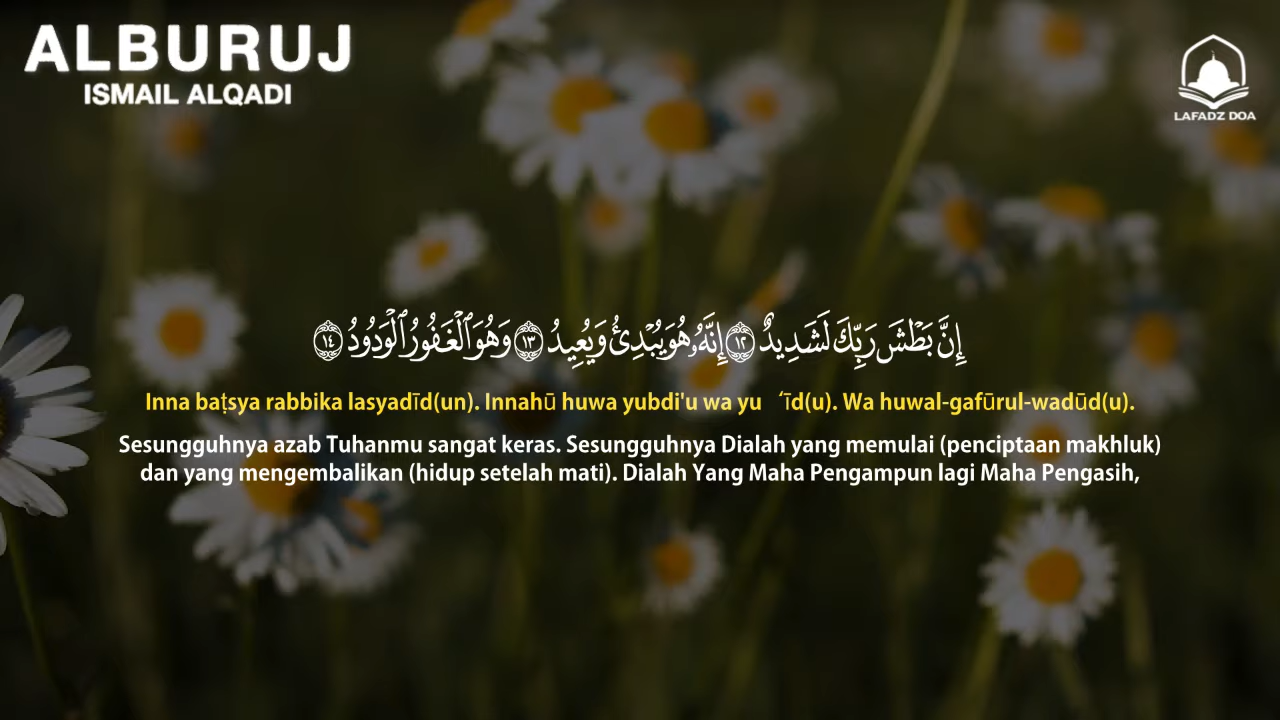 ALBURUJ
ISMAIL ALQADI
LAFADZ DOA
إِنَّ بَطْشَ رَبِّكَ لَشَدِيدٌ ١٢ إِنَّهُۥ هُوَ يُبْدِئُ وَيُعِيدُ ١٣ وَهُوَ ٱلْغَفُورُ ٱلْوَدُودُ ١٤
Inna baṭsya rabbika lasyadīd(un). Innahū huwa yubdi'u wa yu‘īd(u). Wa huwal-gafūrul-wadūd(u).
Sesungguhnya azab Tuhanmu sangat keras. Sesungguhnya Dialah yang memulai (penciptaan makhluk)
dan yang mengembalikan (hidup setelah mati). Dialah Yang Maha Pengampun lagi Maha Pengasih,